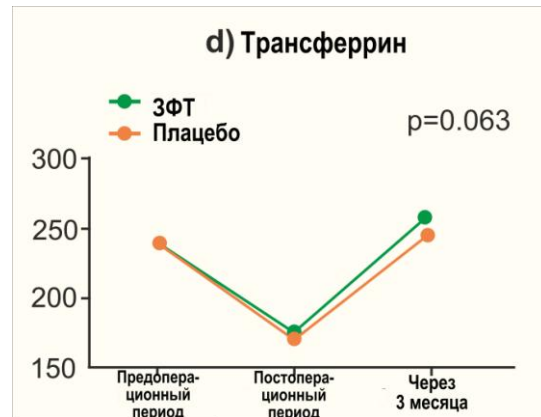 d) Трансферрин
ЗФТ
Плацебо
p=0.063
300
250
200
150
Предопера-
ционный
период
Постопера-
ционный
период
Через
3 месяца